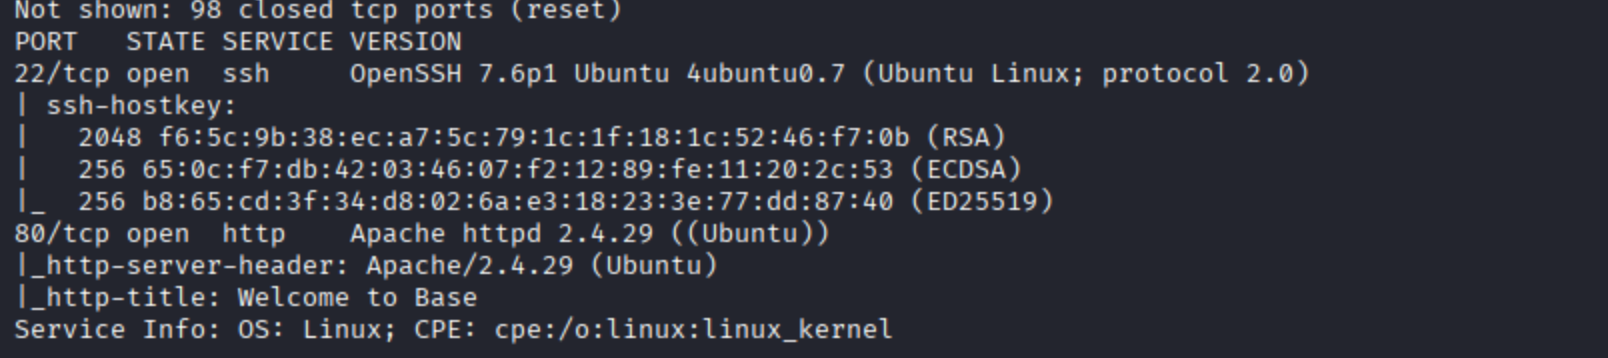 Not shown: 98 closed tcp ports (reset)
PORT   STATE SERVICE VERSION
22/tcp open  ssh     OpenSSH 7.6p1 Ubuntu 4ubuntu0.7 (Ubuntu Linux; protocol 2.0)
| ssh-hostkey:
|   2048 f6:5c:9b:38:ec:a7:5c:79:1c:1f:18:1c:52:46:f7:0b (RSA)
|   256 65:0c:f7:db:42:03:46:07:f2:12:89:fe:11:20:2c:53 (ECDSA)
|_  256 b8:65:cd:3f:34:d8:02:6a:e3:18:23:3e:77:dd:87:40 (ED25519)
80/tcp open  http    Apache httpd 2.4.29 ((Ubuntu))
|_http-server-header: Apache/2.4.29 (Ubuntu)
|_http-title: Welcome to Base
Service Info: OS: Linux; CPE: cpe:/o:linux:linux_kernel